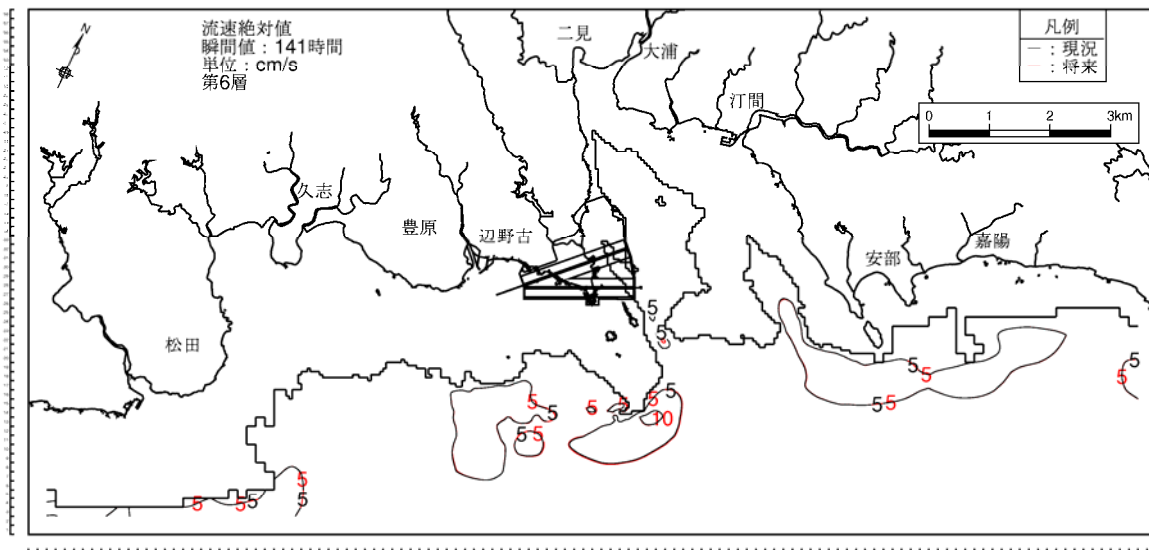 流速絶対値
瞬間値：141時間
単位：cm/s
第6層
N
凡例
－：現況
－：将来
0 1 2 3km
二見
大浦
汀間
久志
豊原
辺野古
安部
嘉陽
松田
5
5
5 5 5 5
5 5 5 5 5 5
10
5 5
5 5
5
5 5 5 5